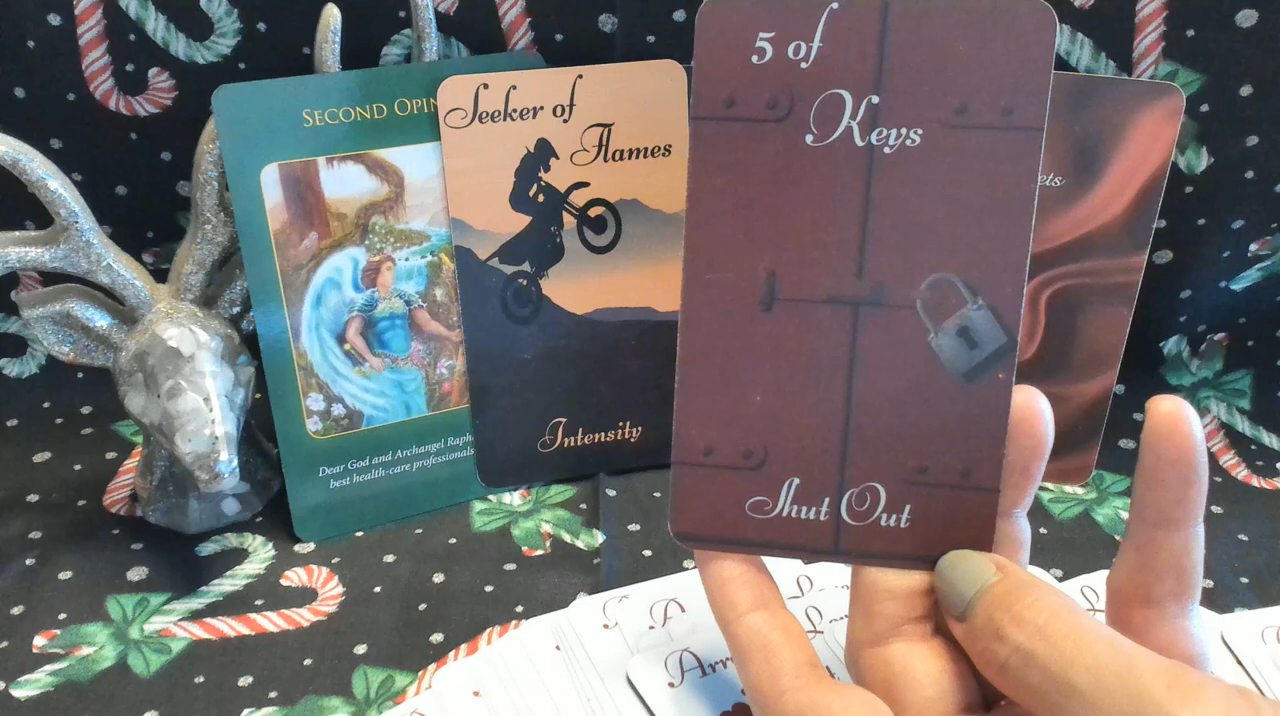 SECOND OPIN
Dear God and Archangel Raph
best health-care professionals
Seeker of
Flames
Intensity
5 of
Keys
Shut Out
ets
Arr